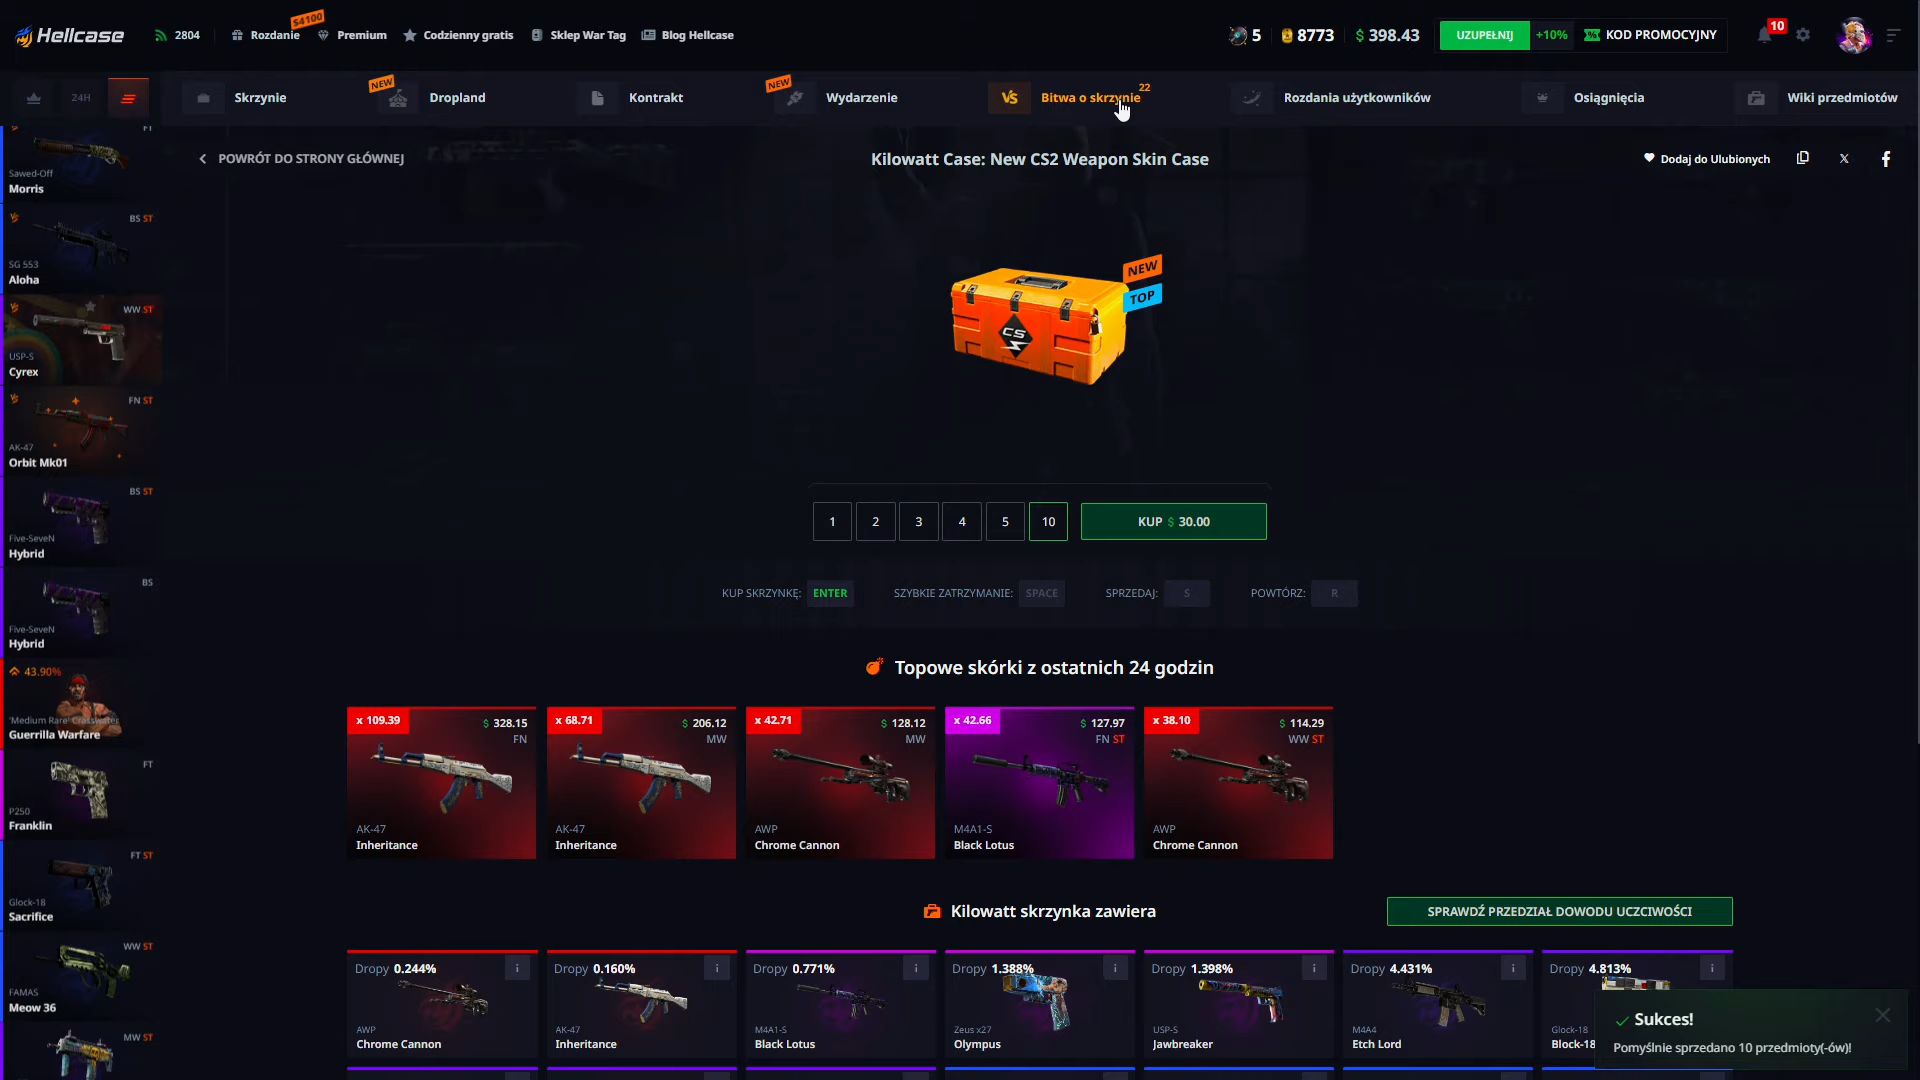 Hellcase
2804
Rozdanie
$4100
Premium
Codzienny gratis
Sklep War Tag
Blog Hellcase
5
8773
$ 398.43
UZUPEŁNIJ
+10%
KOD PROMOCYJNY
10
24H
Skrzynie
NEW
Dropland
Kontrakt
NEW
Wydarzenie
VS
Bitwa o skrzynie
22
Rozdania użytkowników
Osiągnięcia
Wiki przedmiotów
POWRÓT DO STRONY GŁÓWNEJ
Kilowatt Case: New CS2 Weapon Skin Case
Dodaj do Ulubionych
FT
Sawed-Off
Morris
BS ST
SG 553
Aloha
WW ST
USP-S
Cyrex
FN ST
AK-47
Orbit Mk01
BS ST
Five-SeveN
Hybrid
BS
Five-SeveN
Hybrid
43.90%
'Medium Rare' Crasswater
Guerrilla Warfare
FT
P250
Franklin
FT ST
Glock-18
Sacrifice
WW ST
FAMAS
Meow 36
MW ST
NEW
TOP
CS
1
2
3
4
5
10
KUP $ 30.00
KUP SKRZYNKĘ: ENTER
SZYBKIE ZATRZYMANIE: SPACE
SPRZEDAJ: S
POWTÓRZ: R
Topowe skórki z ostatnich 24 godzin
x 109.39
$ 328.15
FN
AK-47
Inheritance
x 68.71
$ 206.12
MW
AK-47
Inheritance
x 42.71
$ 128.12
MW
AWP
Chrome Cannon
x 42.66
$ 127.97
FN ST
M4A1-S
Black Lotus
x 38.10
$ 114.29
WW ST
AWP
Chrome Cannon
Kilowatt skrzynka zawiera
SPRAWDŹ PRZEDZIAŁ DOWODU UCZCIWOŚCI
Dropy 0.244%
i
AWP
Chrome Cannon
Dropy 0.160%
i
AK-47
Inheritance
Dropy 0.771%
i
M4A1-S
Black Lotus
Dropy 1.388%
i
Zeus x27
Olympus
Dropy 1.398%
i
USP-S
Jawbreaker
Dropy 4.431%
i
M4A4
Etch Lord
Dropy 4.813%
i
Glock-18
Block-18
Sukces!
Pomyślnie sprzedano 10 przedmioty(-ów)!